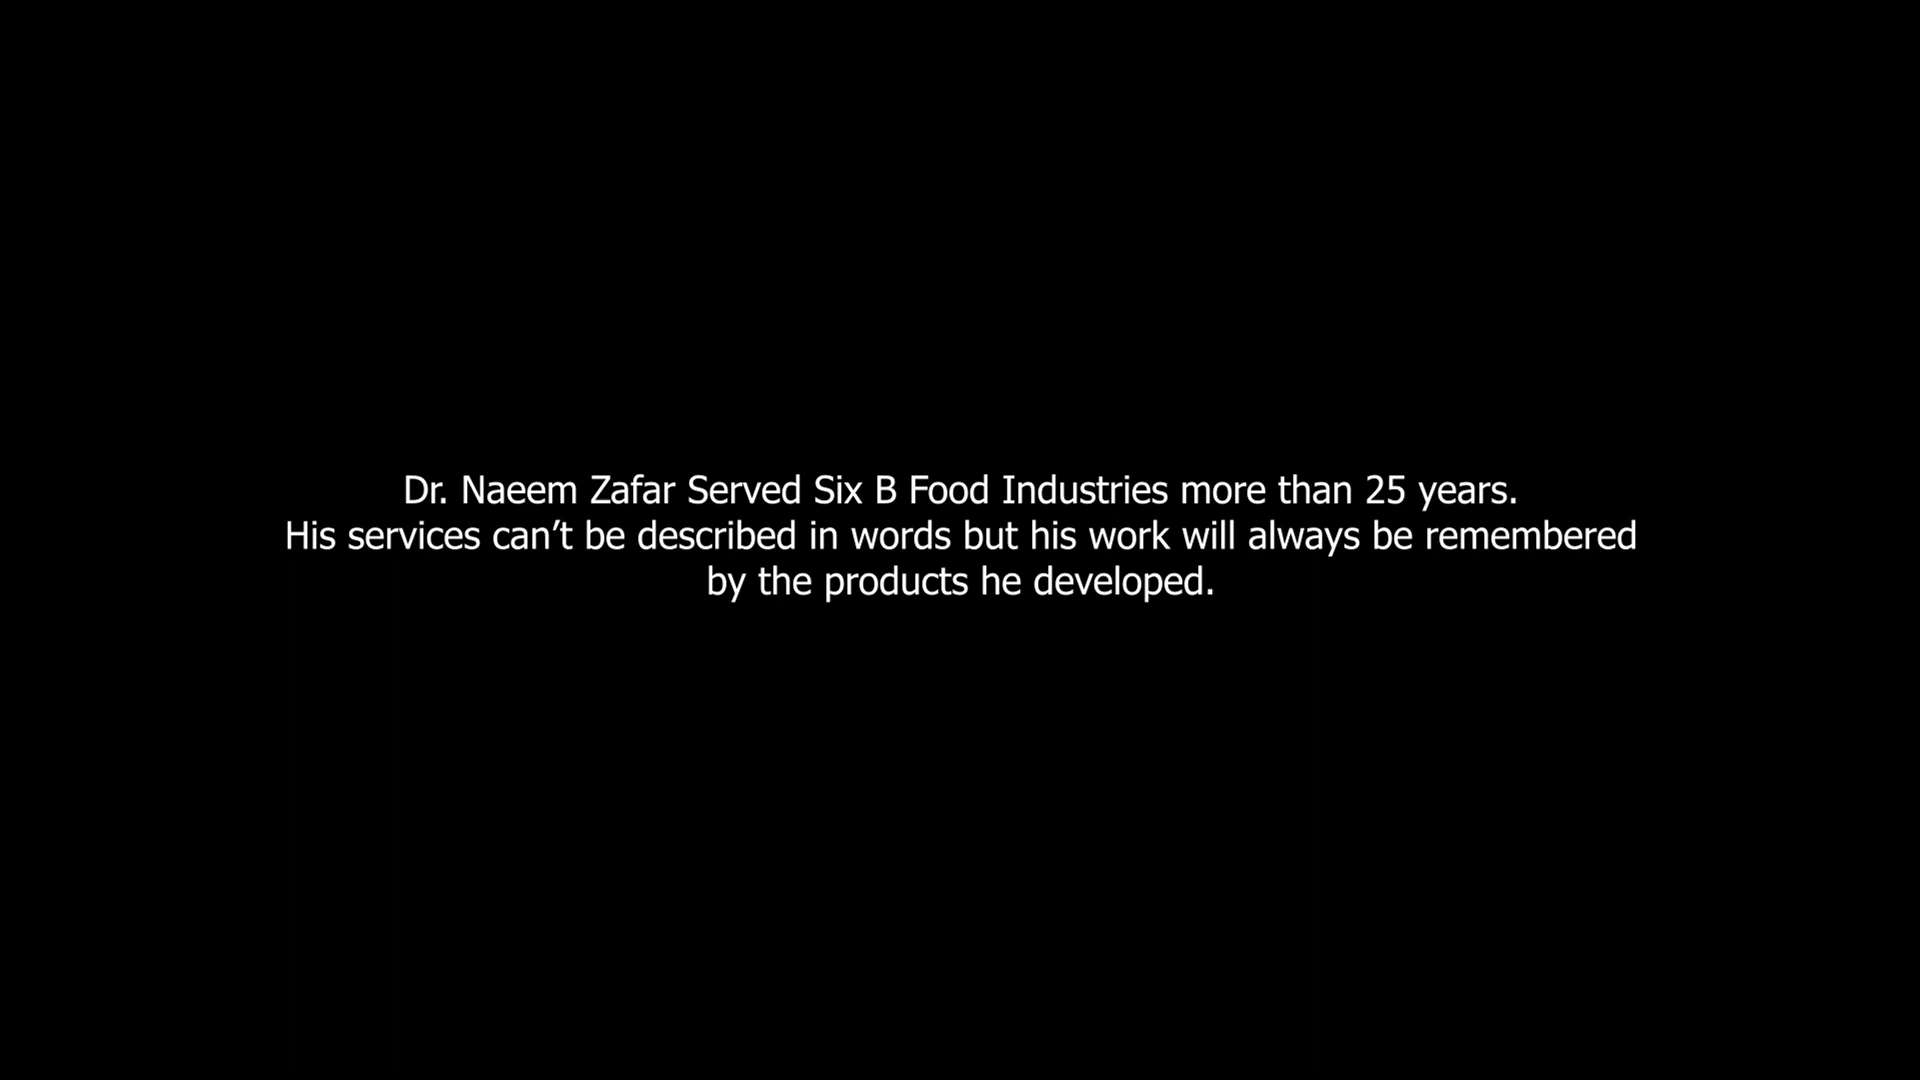 Dr. Naeem Zafar Served Six B Food Industries more than 25 years.
His services can’t be described in words but his work will always be remembered
by the products he developed.